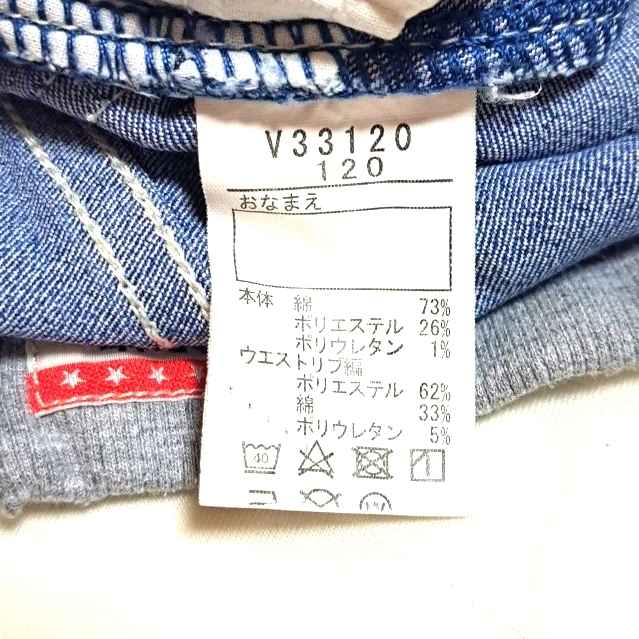 V33120
120
おなまえ
本体 綿 73%
ポリエステル 26%
ポリウレタン 1%
ウエストリブ編
ポリエステル 62%
綿 33%
ポリウレタン 5%
40